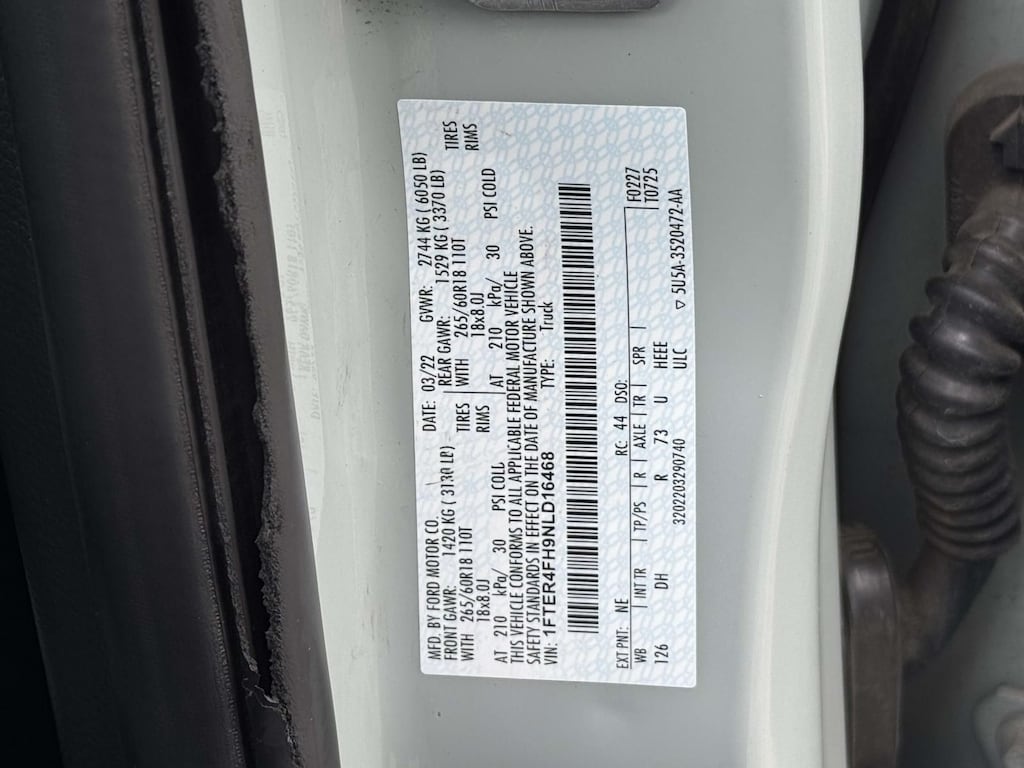 MFD. BY FORD MOTOR CO. DATE: 03/22 GVWR: 2744 KG ( 6050 LB)
FRONT GAWR: 1420 KG ( 3130 LB) REAR GAWR: 1529 KG ( 3370 LB)
WITH 265/60R18 110T TIRES WITH 265/60R18 110T TIRES
18x8.0J RIMS 18x8.0J RIMS
AT 210 kPa/ 30 PSI COLD AT 210 kPa/ 30 PSI COLD
THIS VEHICLE CONFORMS TO ALL APPLICABLE FEDERAL MOTOR VEHICLE
SAFETY STANDARDS IN EFFECT ON THE DATE OF MANUFACTURE SHOWN ABOVE.
VIN: 1FTER4FH9NLD16468 TYPE: Truck
EXT PNT: NE RC: 44 DSO: F0227
WB INT TR TP/PS R AXLE TR SPR T0725
126 DH R 73 U HEEE
ULC
320220329074​0 5U5A-3520472-AA